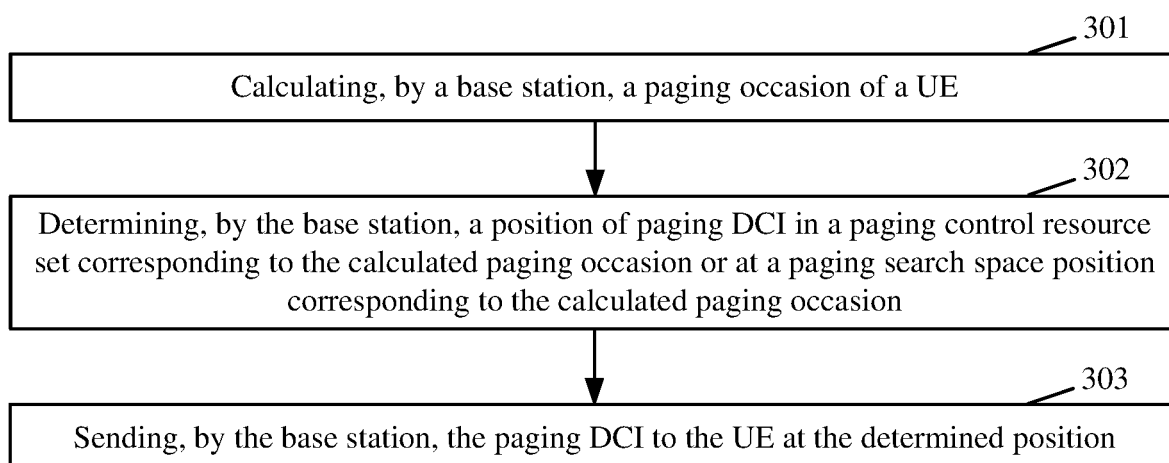 301
Calculating, by a base station, a paging occasion of a UE
302
Determining, by the base station, a position of paging DCI in a paging control resource
set corresponding to the calculated paging occasion or at a paging search space position
corresponding to the calculated paging occasion
303
Sending, by the base station, the paging DCI to the UE at the determined position